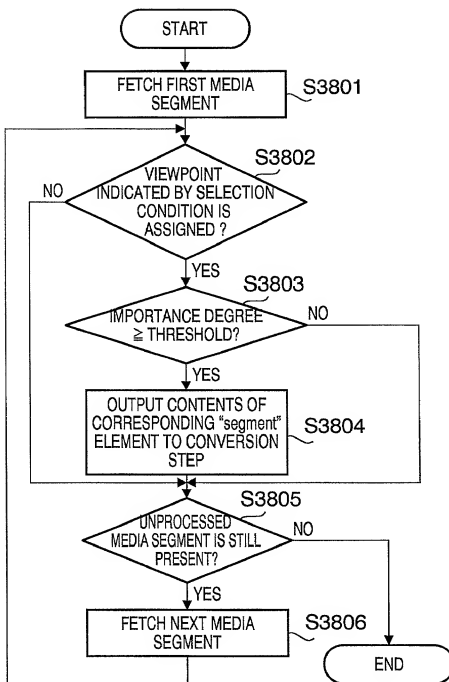 START
FETCH FIRST MEDIA
SEGMENT
S3801
S3802
VIEWPOINT
INDICATED BY SELECTION
CONDITION IS
ASSIGNED ?
NO
YES
S3803
IMPORTANCE DEGREE
≧ THRESHOLD?
NO
YES
OUTPUT CONTENTS OF
CORRESPONDING "segment"
ELEMENT TO CONVERSION
STEP
S3804
S3805
UNPROCESSED
MEDIA SEGMENT IS STILL
PRESENT?
NO
YES
FETCH NEXT MEDIA
SEGMENT
S3806
END